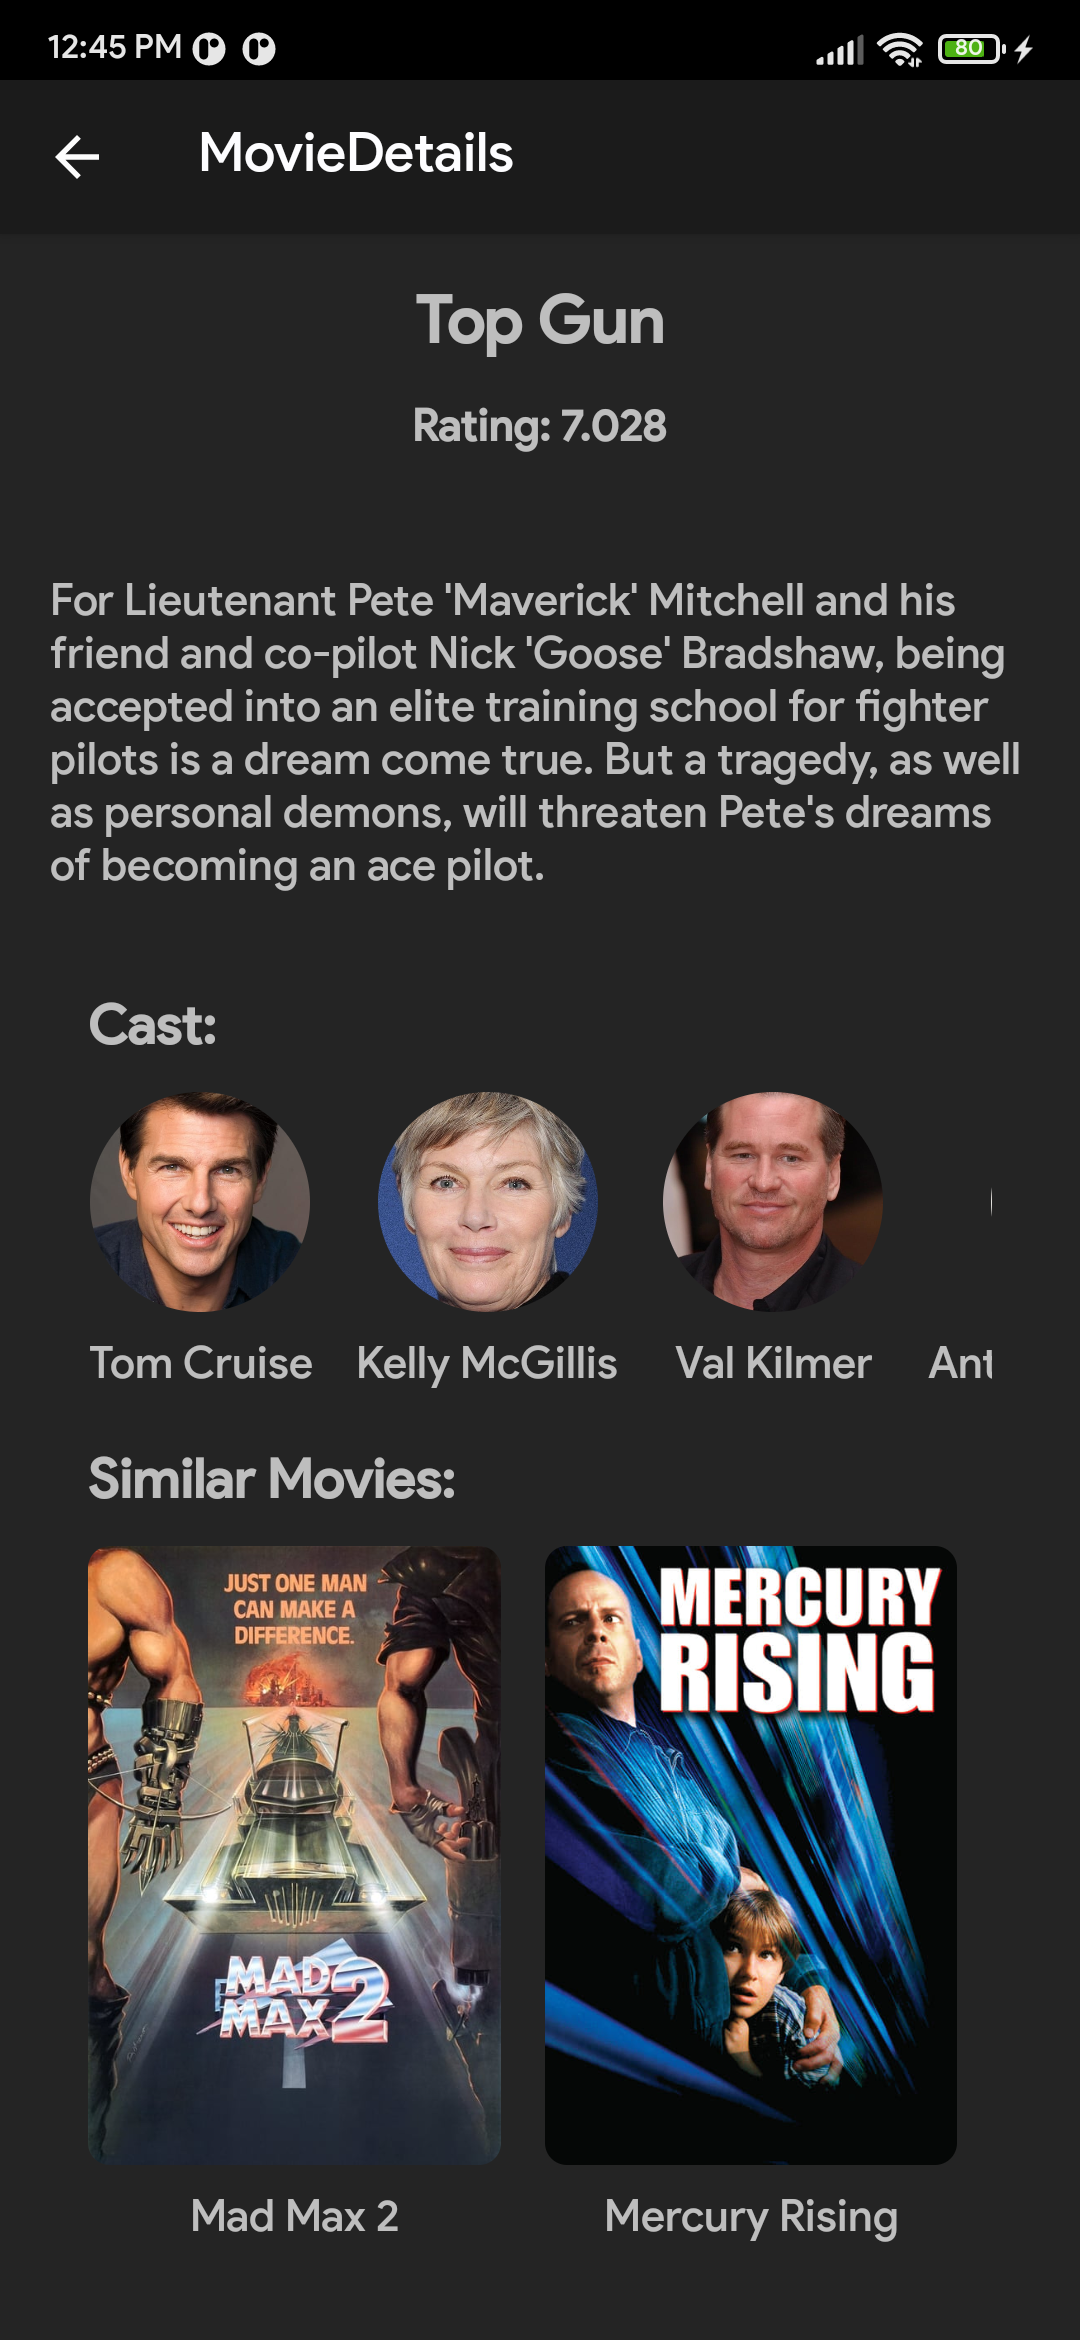 12:45 PM
80
MovieDetails
Top Gun
Rating: 7.028
For Lieutenant Pete 'Maverick' Mitchell and his
friend and co-pilot Nick 'Goose' Bradshaw, being
accepted into an elite training school for fighter
pilots is a dream come true. But a tragedy, as well
as personal demons, will threaten Pete's dreams
of becoming an ace pilot.
Cast:
Tom Cruise
Kelly McGillis
Val Kilmer
Ant
Similar Movies:
JUST ONE MAN
CAN MAKE A
DIFFERENCE.
MAD
MAX 2
MERCURY
RISING
Mad Max 2
Mercury Rising